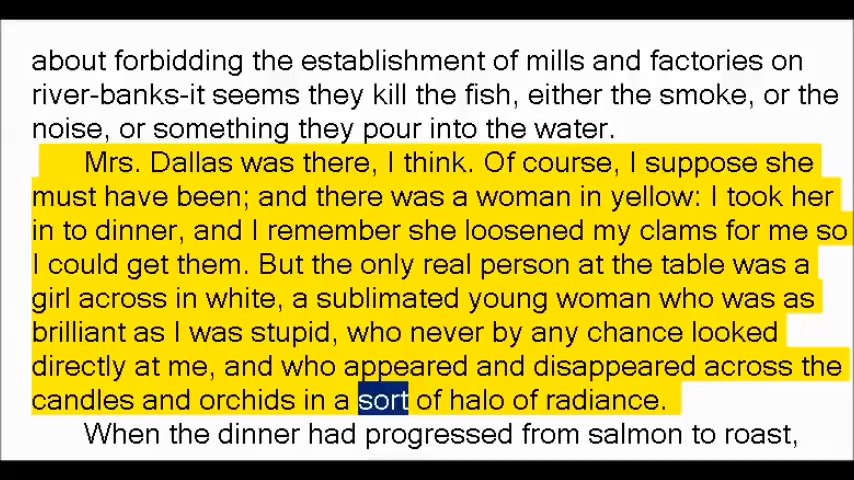 about forbidding the establishment of mills and factories on
river-banks-it seems they kill the fish, either the smoke, or the
noise, or something they pour into the water.
Mrs. Dallas was there, I think. Of course, I suppose she
must have been; and there was a woman in yellow: I took her
in to dinner, and I remember she loosened my clams for me so
I could get them. But the only real person at the table was a
girl across in white, a sublimated young woman who was as
brilliant as I was stupid, who never by any chance looked
directly at me, and who appeared and disappeared across the
candles and orchids in a sort of halo of radiance.
When the dinner had progressed from salmon to roast,